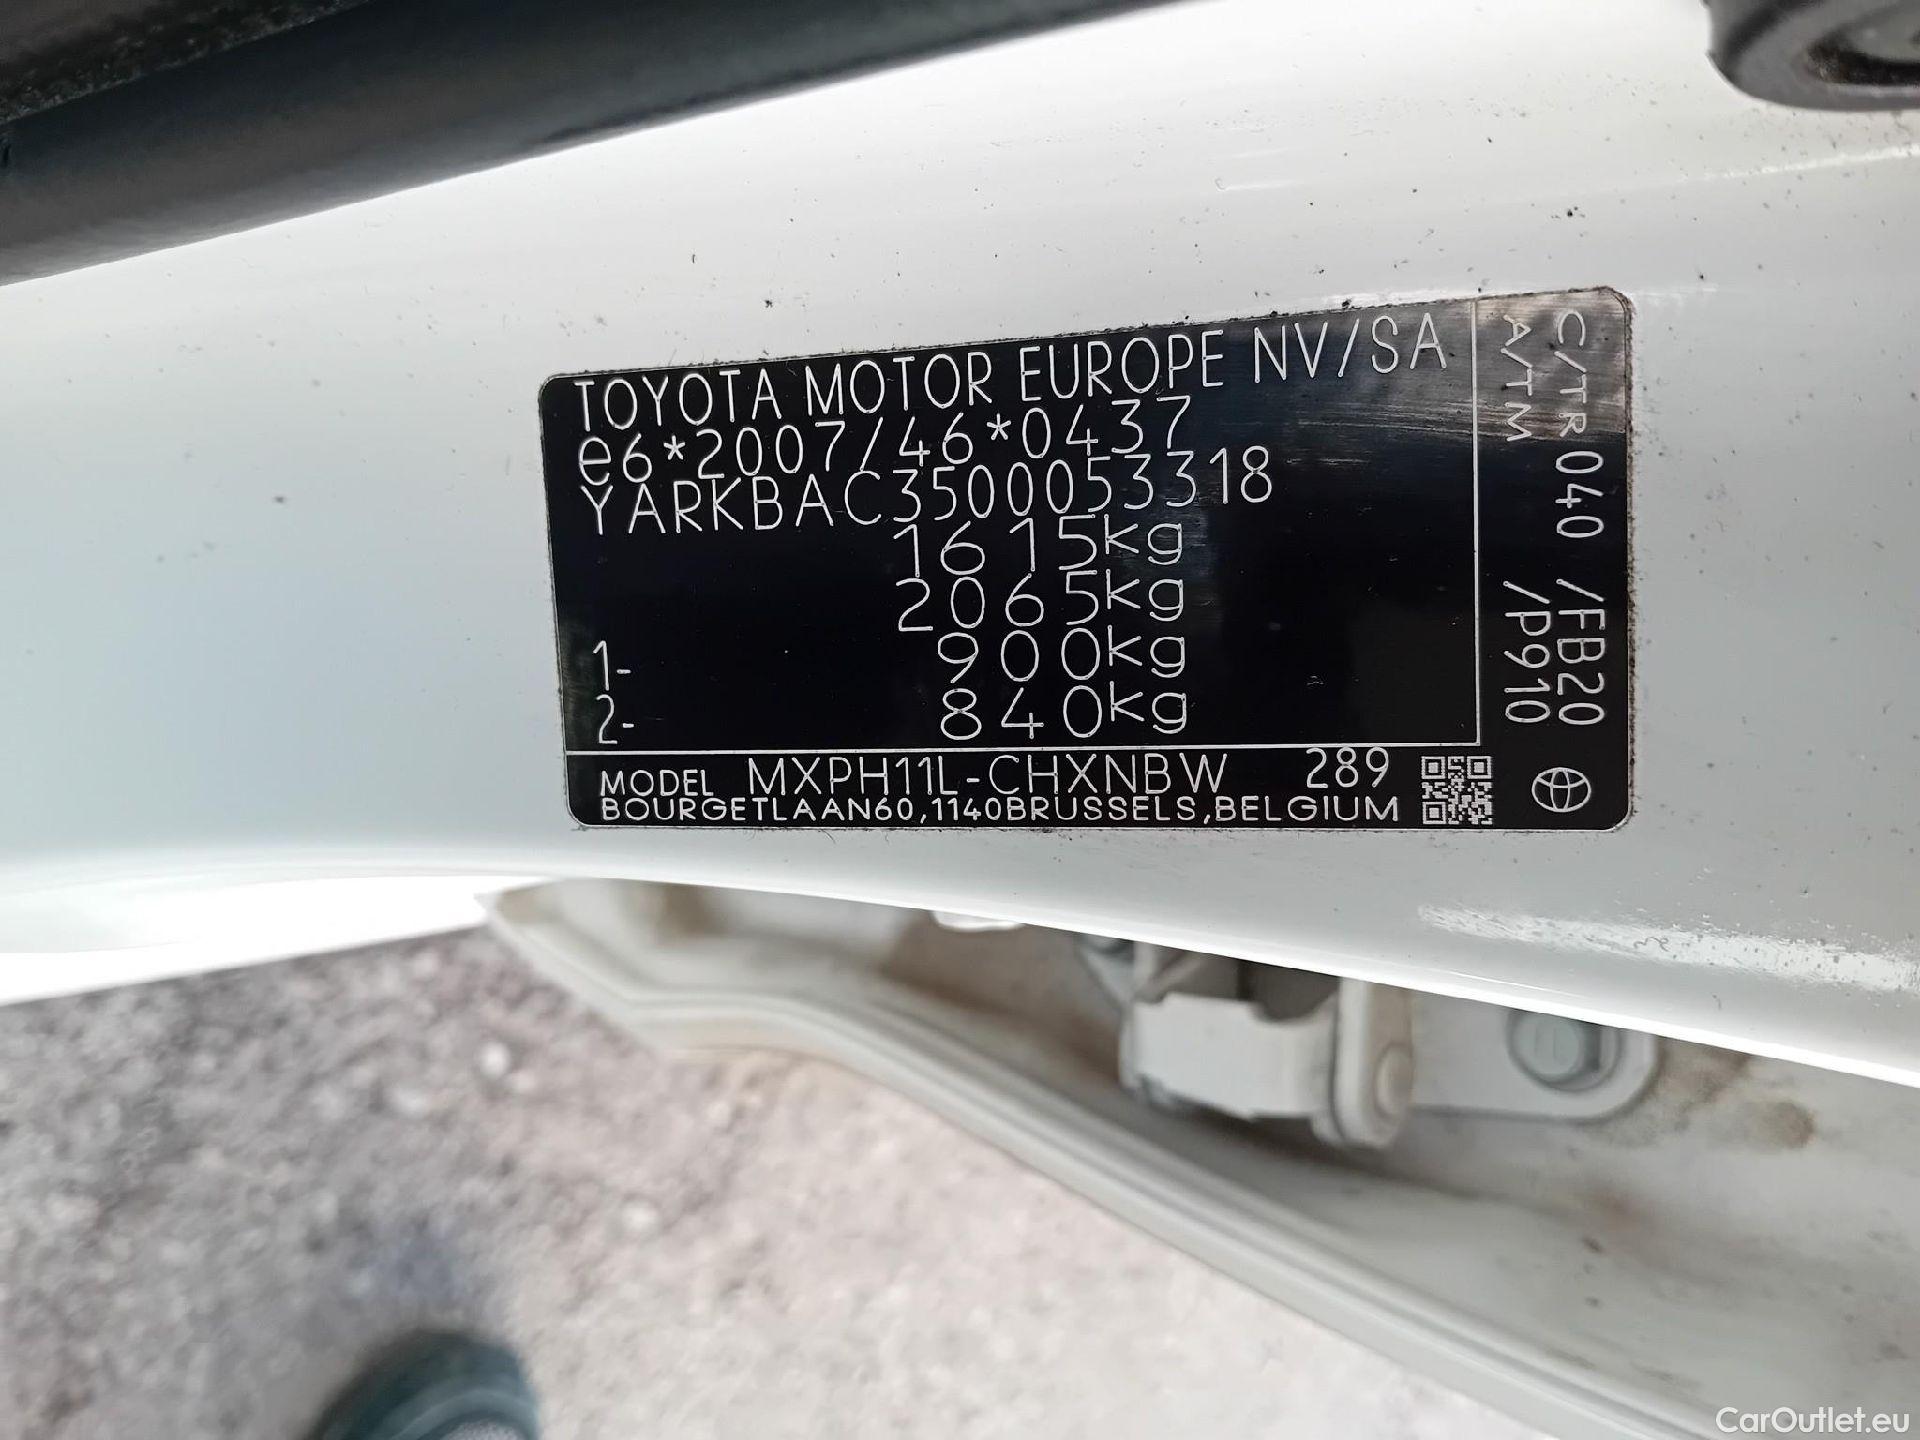 TOYOTA MOTOR EUROPE NV/SA
e6*2007/46*0437
YARKBAC3500053318
1615kg
2065kg
1- 900kg
2- 840kg
C/TR 040 /FB20
A/TM /P910
MODEL MXPH11L-CHXNBW 289
BOURGETLAAN60,1140BRUSSELS,BELGIUM
CarOutlet.eu